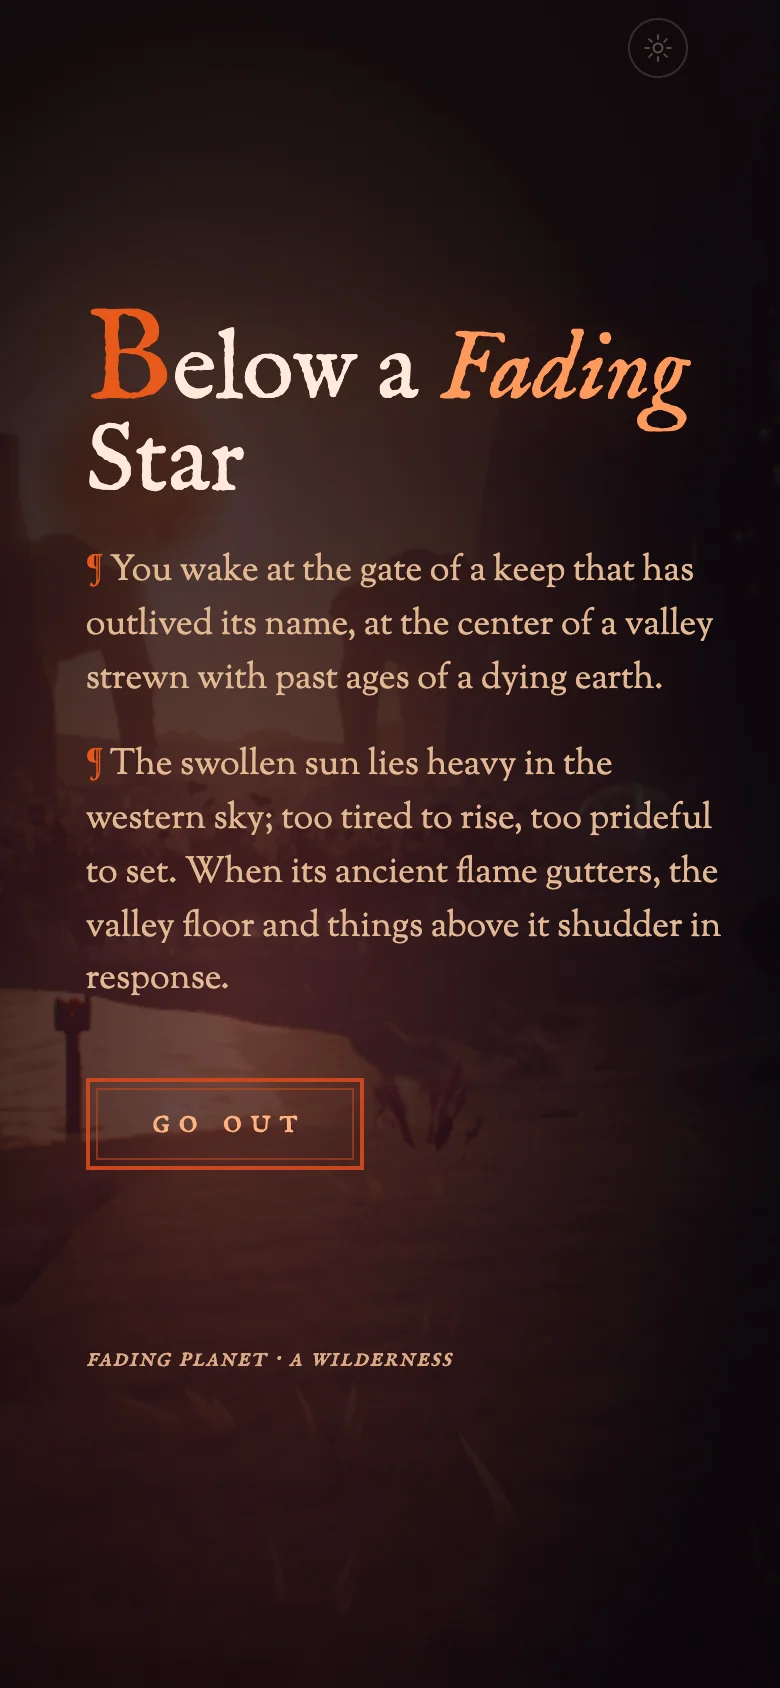 Below a Fading
Star
¶ You wake at the gate of a keep that has
outlived its name, at the center of a valley
strewn with past ages of a dying earth.
¶ The swollen sun lies heavy in the
western sky; too tired to rise, too prideful
to set. When its ancient flame gutters, the
valley floor and things above it shudder in
response.
GO OUT
FADING PLANET · A WILDERNESS